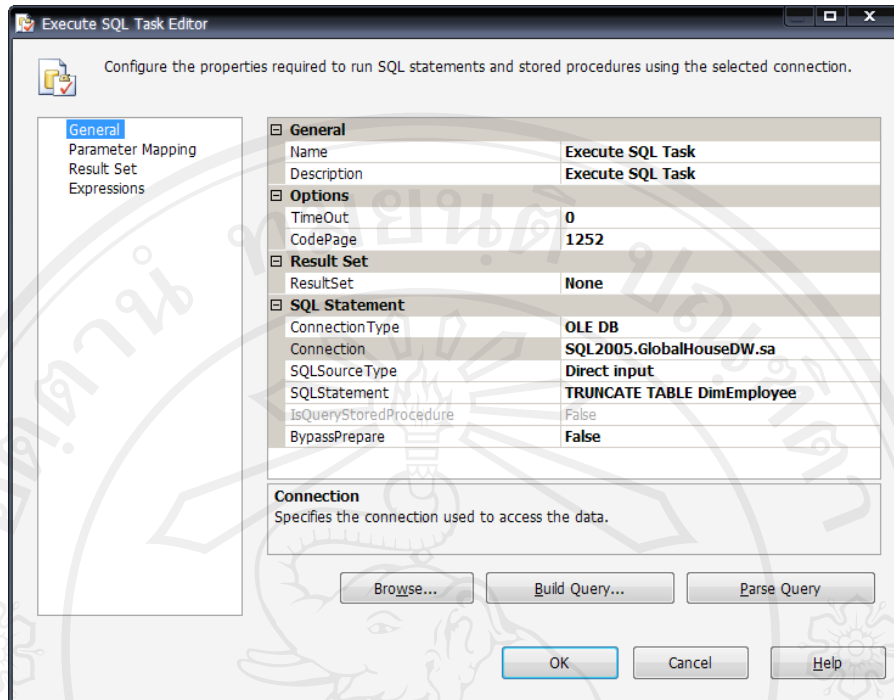 Execute SQL Task Editor
Configure the properties required to run SQL statements and stored procedures using the selected connection.
General
Parameter Mapping
Result Set
Expressions
General
Name Execute SQL Task
Description Execute SQL Task
Options
TimeOut 0
CodePage 1252
Result Set
ResultSet None
SQL Statement
ConnectionType OLE DB
Connection SQL2005.GlobalHouseDW.sa
SQLSourceType Direct input
SQLStatement TRUNCATE TABLE DimEmployee
IsQueryStoredProcedure False
BypassPrepare False
Connection
Specifies the connection used to access the data.
Browse... Build Query... Parse Query
OK Cancel Help